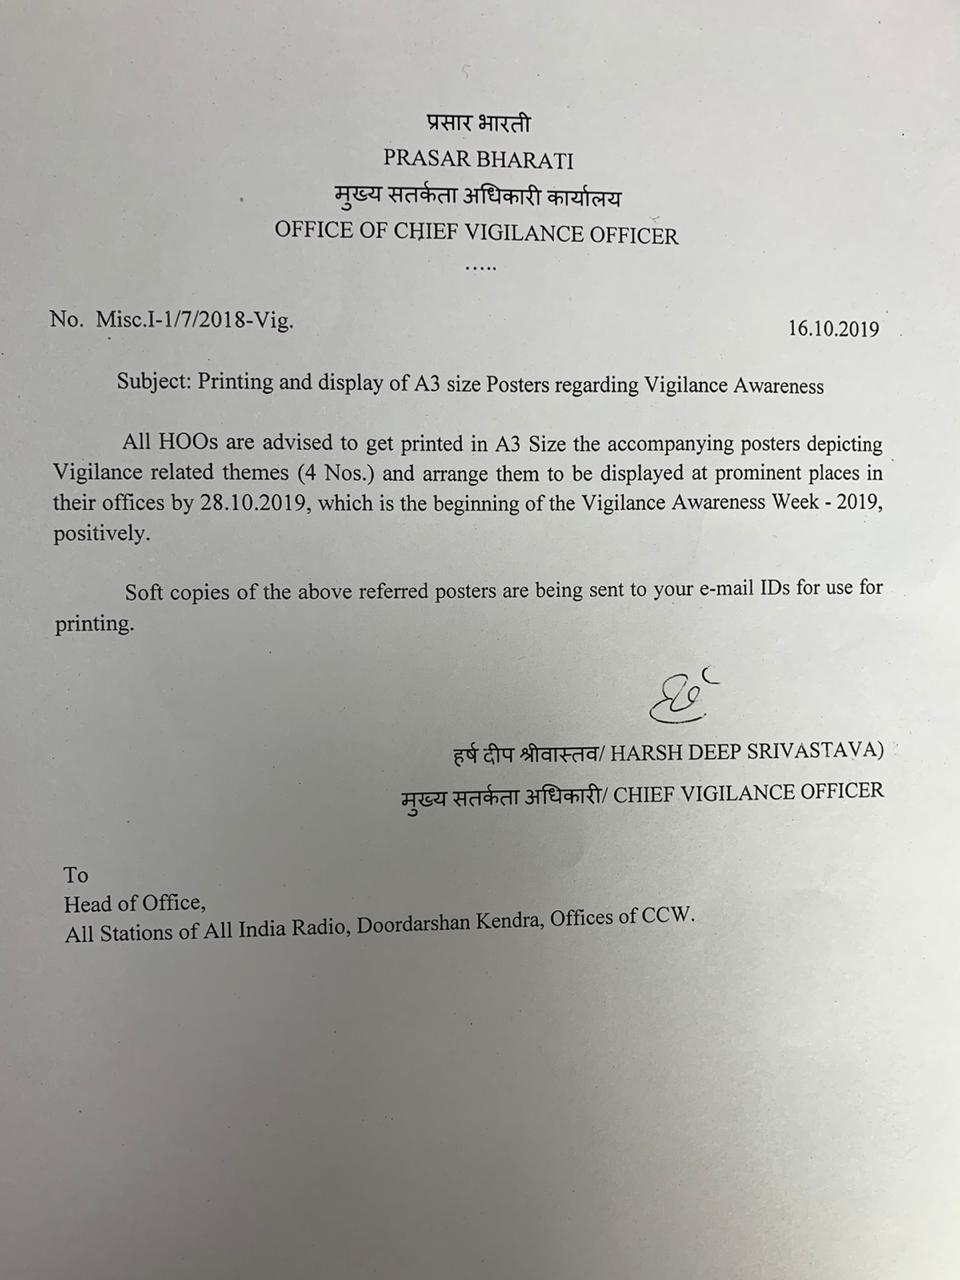 प्रसार भारती
PRASAR BHARATI
मुख्य सतर्कता अधिकारी कार्यालय
OFFICE OF CHIEF VIGILANCE OFFICER
.....
No. Misc.I-1/7/2018-Vig.
16.10.2019
Subject: Printing and display of A3 size Posters regarding Vigilance Awareness
All HOOs are advised to get printed in A3 Size the accompanying posters depicting
Vigilance related themes (4 Nos.) and arrange them to be displayed at prominent places in
their offices by 28.10.2019, which is the beginning of the Vigilance Awareness Week - 2019,
positively.
Soft copies of the above referred posters are being sent to your e-mail IDs for use for
printing.
हर्ष दीप श्रीवास्तव/ HARSH DEEP SRIVASTAVA)
मुख्य सतर्कता अधिकारी/ CHIEF VIGILANCE OFFICER
To
Head of Office,
All Stations of All India Radio, Doordarshan Kendra, Offices of CCW.